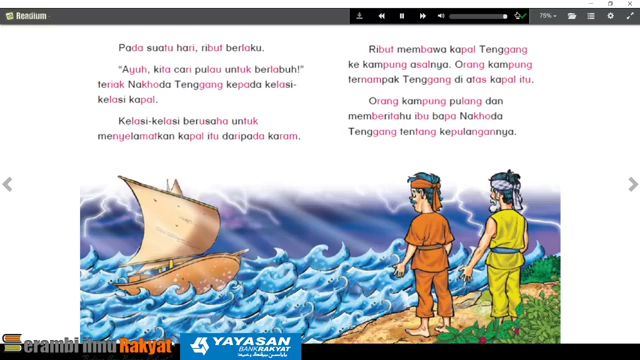 Readium
75%
Pada suatu hari, ribut berlaku.
"Ayuh, kita cari pulau untuk berlabuh!"
teriak Nakhoda Tenggang kepada kelasi-
kelasi kapal.
Kelasi-kelasi berusaha untuk
menyelamatkan kapal itu daripada karam.
Ribut membawa kapal Tenggang
ke kampung asalnya. Orang kampung
ternampak Tenggang di atas kapal itu.
Orang kampung pulang dan
memberitahu ibu bapa Nakhoda
Tenggang tentang kepulangannya.
Serambi Ilmu Rakyat
YAYASAN
BANKRAKYAT